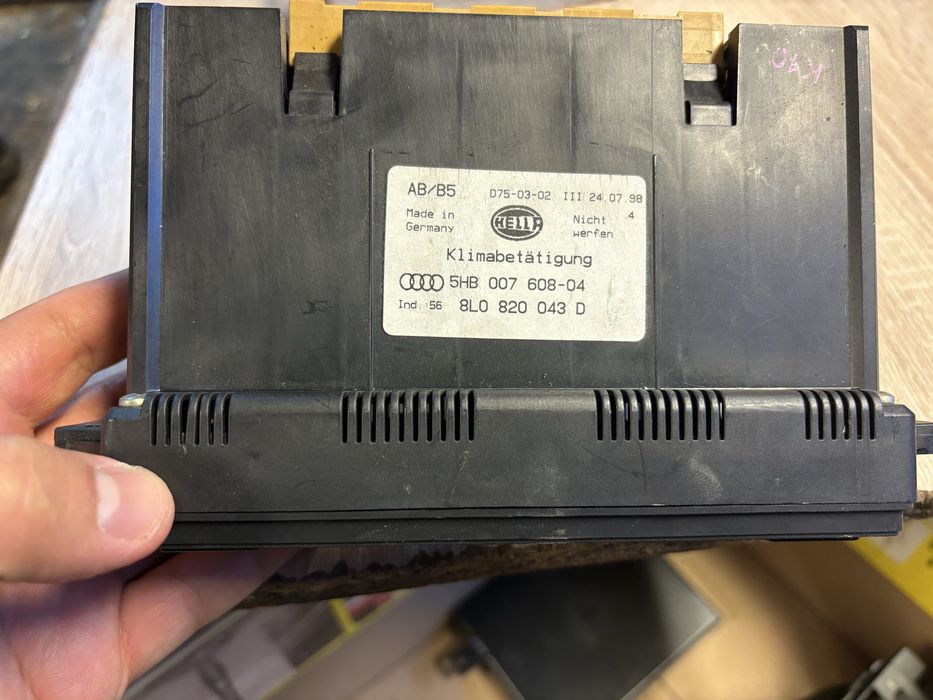 AB/B5 D75-03-02 III 24.07.98
4
Made in
Germany
HELLA
Nicht
werfen
Klimabetätigung
5HB 007 608-04
Ind. 56 8L0 820 043 D